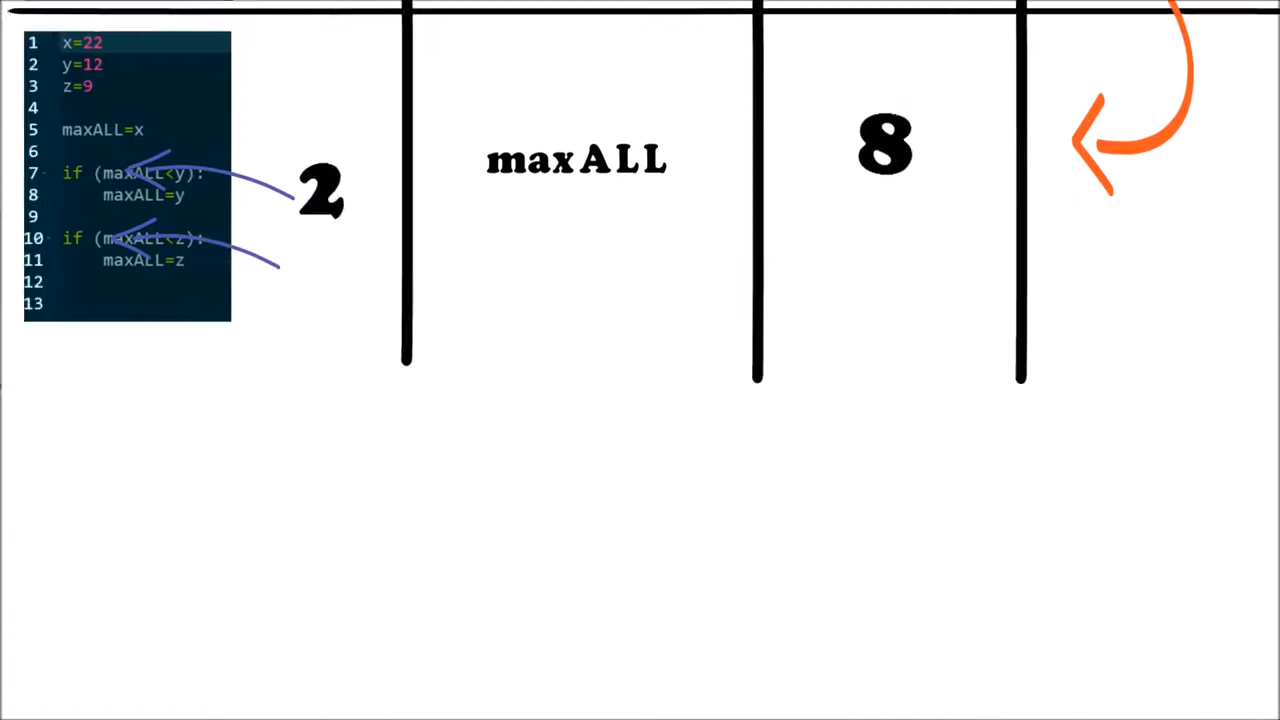 1 x=22
2 y=12
3 z=9
4
5 maxALL=x
6
7 if (maxALL<y):
8 maxALL=y
9
10 if (maxALL<z):
11 maxALL=z
12
13
2
maxALL
8